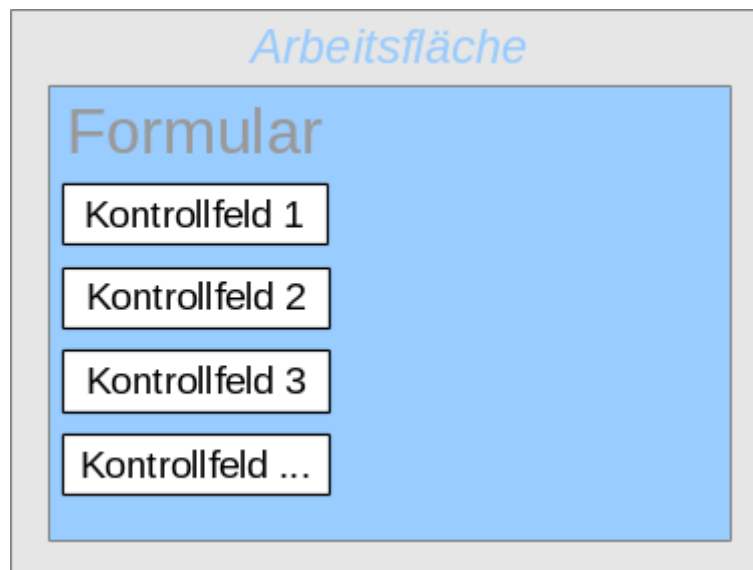 Arbeitsfläche
Formular
Kontrollfeld 1
Kontrollfeld 2
Kontrollfeld 3
Kontrollfeld ...